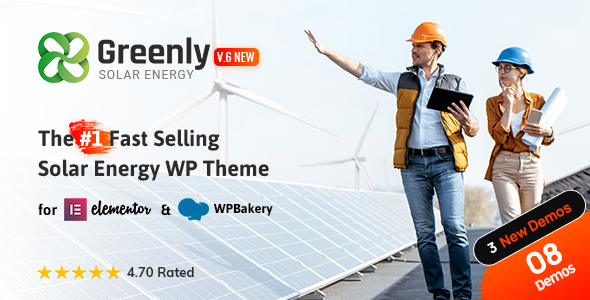 Greenly V.6 NEW
SOLAR ENERGY
The #1 Fast Selling
Solar Energy WP Theme
for elementor & WPBakery
4.70 Rated
3 New Demos
08
Demos